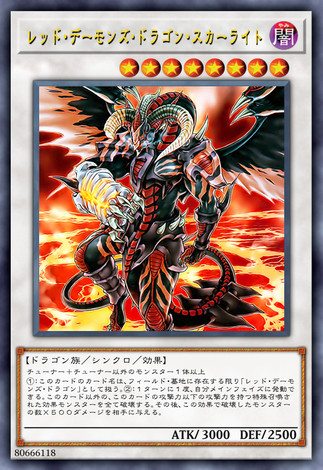 レッド・デーモンズ・ドラゴン・スカーライト
やみ
闇
【ドラゴン族／シンクロ／効果】
チューナー＋チューナー以外のモンスター１体以上
①：このカードのカード名は、フィールド・墓地に存在する限り「レッド・デーモ
ンズ・ドラゴン」として扱う。②：１ターンに１度、自分メインフェイズに発動で
きる。このカード以外の、このカードの攻撃力以下の攻撃力を持つ特殊召喚さ
れた効果モンスターを全て破壊する。その後、この効果で破壊したモンスター
の数×５００ダメージを相手に与える。
ATK/3000 DEF/2500
80666118